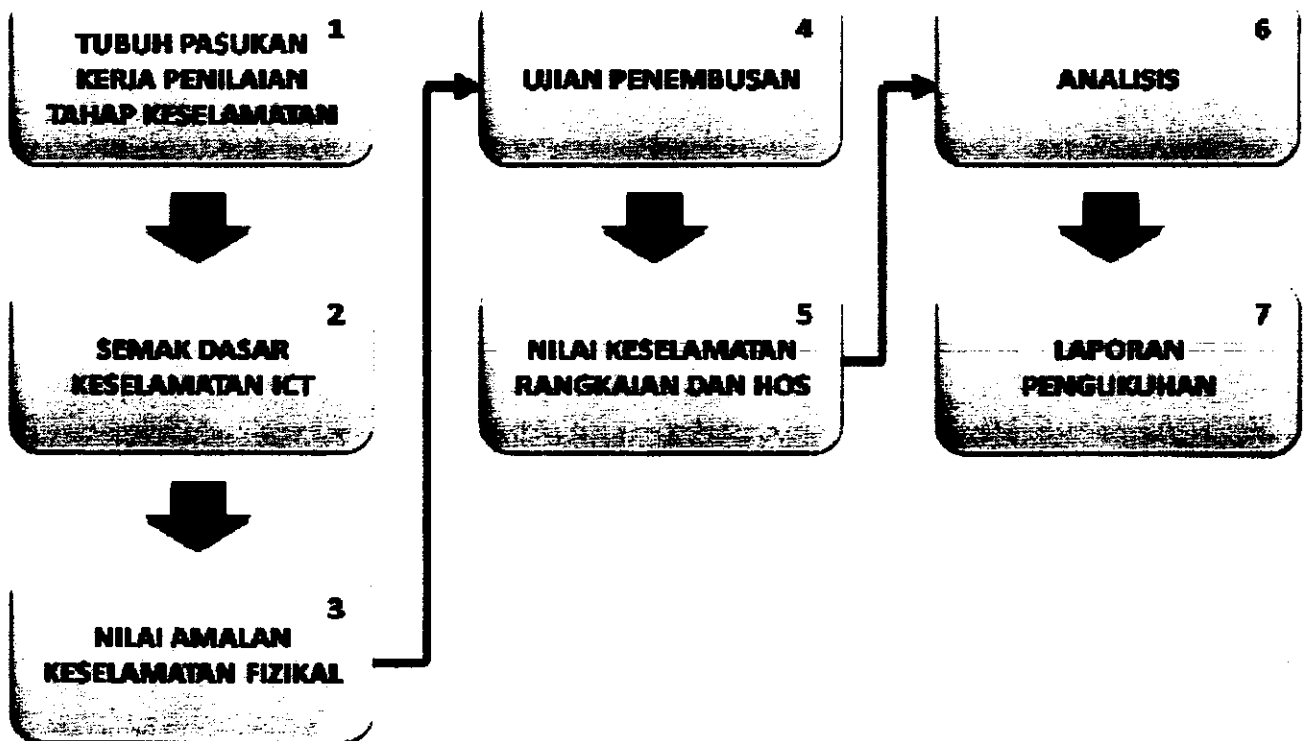 1
TUBUH PASUKAN
KERJA PENILAIAN
TAHAP KESELAMATAN
2
SEMAK DASAR
KESELAMATAN ICT
3
NILAI AMALAN
KESELAMATAN FIZIKAL
4
UJIAN PENEMBUSAN
5
NILAI KESELAMATAN
RANGKAIAN DAN HOS
6
ANALISIS
7
LAPORAN
PENGUKUHAN